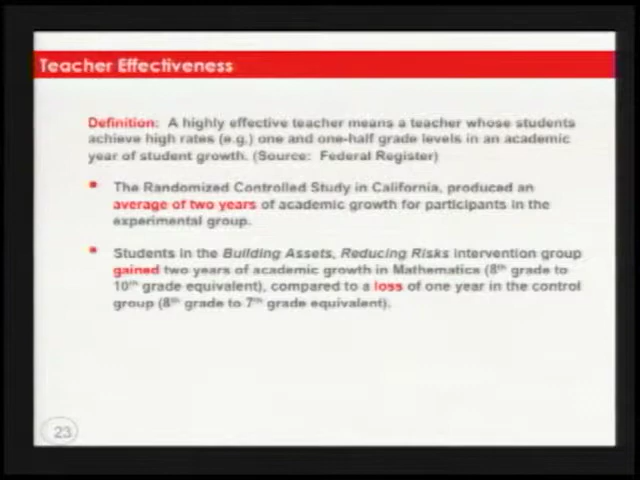 Teacher Effectiveness
Definition: A highly effective teacher means a teacher whose students
achieve high rates (e.g.) one and one-half grade levels in an academic
year of student growth. (Source: Federal Register)
The Randomized Controlled Study in California, produced an
average of two years of academic growth for participants in the
experimental group.
Students in the Building Assets, Reducing Risks intervention group
gained two years of academic growth in Mathematics (8th grade to
10th grade equivalent), compared to a loss of one year in the control
group (8th grade to 7th grade equivalent).
23